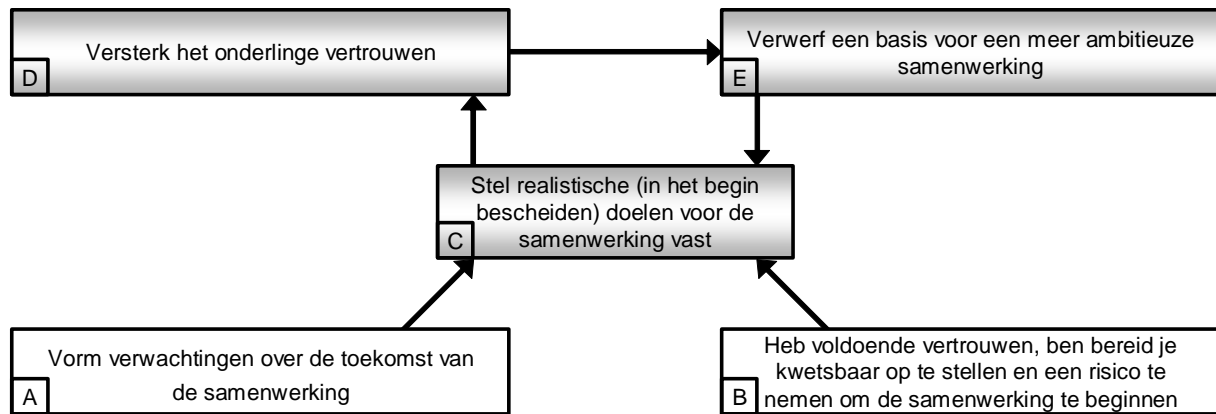 Versterk het onderlinge vertrouwen
D
Verwerf een basis voor een meer ambitieuze
samenwerking
E
Stel realistische (in het begin
bescheiden) doelen voor de
samenwerking vast
C
Vorm verwachtingen over de toekomst van
de samenwerking
A
Heb voldoende vertrouwen, ben bereid je
kwetsbaar op te stellen en een risico te
nemen om de samenwerking te beginnen
B